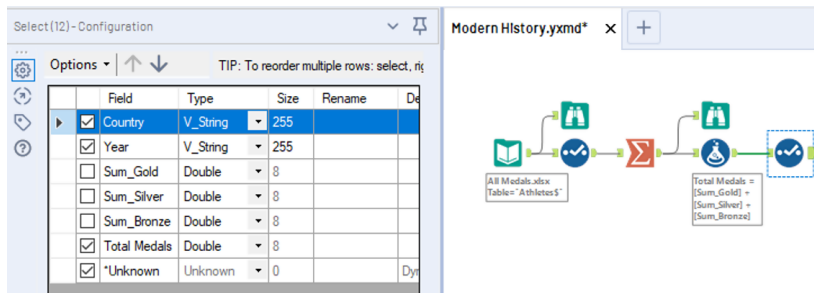 Select (12) - Configuration
Options
TIP: To reorder multiple rows: select, rig
Field Type Size Rename De
Country V_String 255
Year V_String 255
Sum_Gold Double 8
Sum_Silver Double 8
Sum_Bronze Double 8
Total Medals Double 8
*Unknown Unknown 0 Dyr
Modern HIstory.yxmd*
All Medals.xlsx
Table=`Athletes$`
Total Medals =
[Sum_Gold] +
[Sum_Silver] +
[Sum_Bronze]